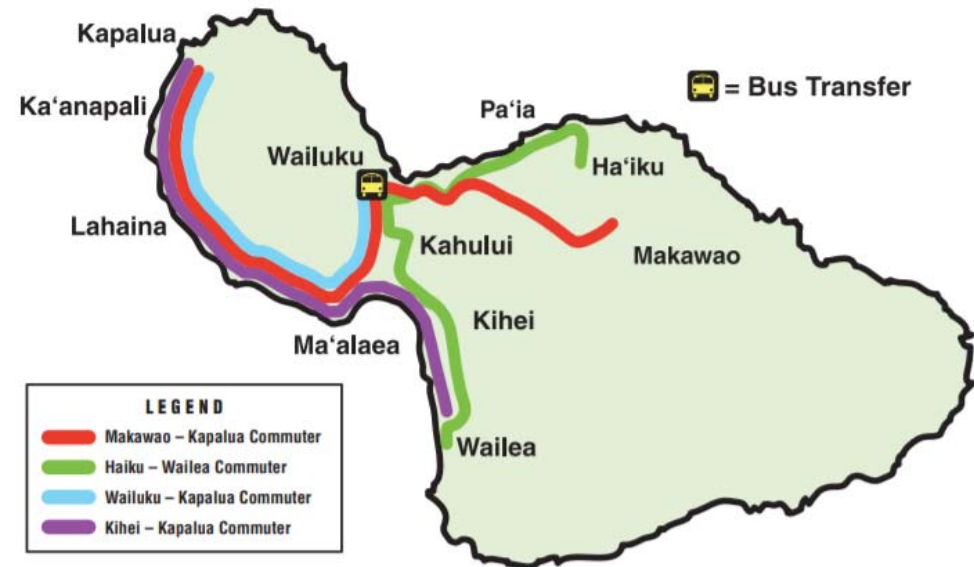 Kapalua
Ka‘anapali
= Bus Transfer
Pa‘ia
Wailuku
Ha‘iku
Lahaina
Kahului
Makawao
Kihei
Ma‘alaea
Wailea
LEGEND
Makawao – Kapalua Commuter
Haiku – Wailea Commuter
Wailuku – Kapalua Commuter
Kihei – Kapalua Commuter